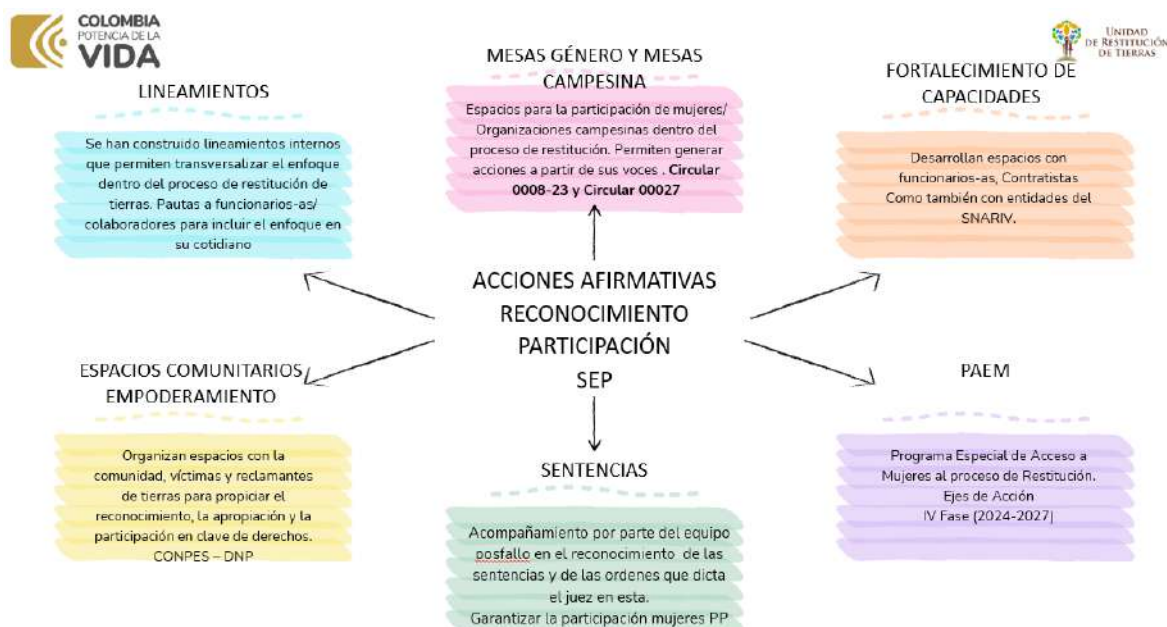 COLOMBIA
POTENCIA DE LA
VIDA
UNIDAD
DE RESTITUCIÓN
DE TIERRAS
LINEAMIENTOS
Se han construido lineamientos internos
que permiten transversalizar el enfoque
dentro del proceso de restitución de
tierras. Pautas a funcionarios-as/
colaboradores para incluir el enfoque en
su cotidiano
MESAS GÉNERO Y MESAS
CAMPESINA
Espacios para la participación de mujeres/
Organizaciones campesinas dentro del
proceso de restitución. Permiten generar
acciones a partir de sus voces . Circular
0008-23 y Circular 00027
FORTALECIMIENTO DE
CAPACIDADES
Desarrollan espacios con
funcionarios-as, Contratistas
Como también con entidades del
SNARIV.
ACCIONES AFIRMATIVAS
RECONOCIMIENTO
PARTICIPACIÓN
SEP
ESPACIOS COMUNITARIOS
EMPODERAMIENTO
Organizan espacios con la
comunidad, víctimas y reclamantes
de tierras para propiciar el
reconocimiento, la apropiación y la
participación en clave de derechos.
CONPES – DNP
SENTENCIAS
Acompañamiento por parte del equipo
posfallo en el reconocimiento de las
sentencias y de las ordenes que dicta
el juez en esta.
Garantizar la participación mujeres PP
PAEM
Programa Especial de Acceso a
Mujeres al proceso de Restitución.
Ejes de Acción
IV Fase (2024-2027)